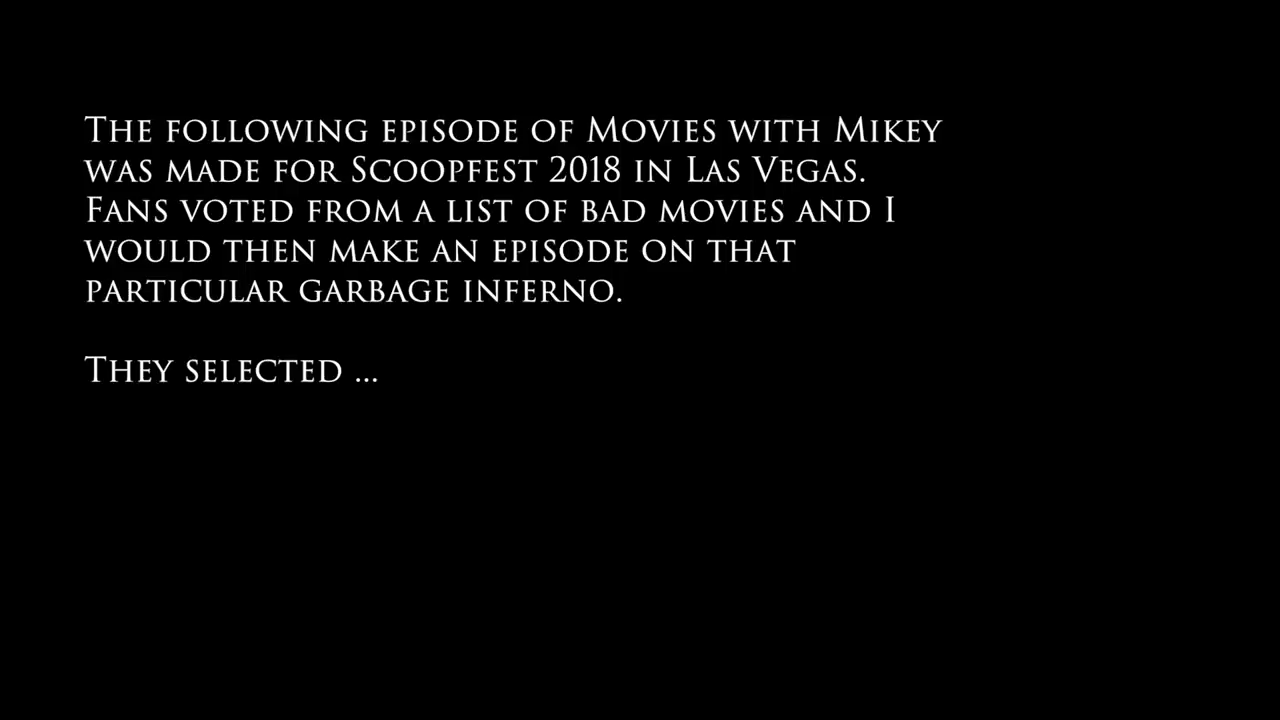 The following episode of Movies with Mikey
was made for Scoopfest 2018 in Las Vegas.
Fans voted from a list of bad movies and I
would then make an episode on that
particular garbage inferno.
They selected ...